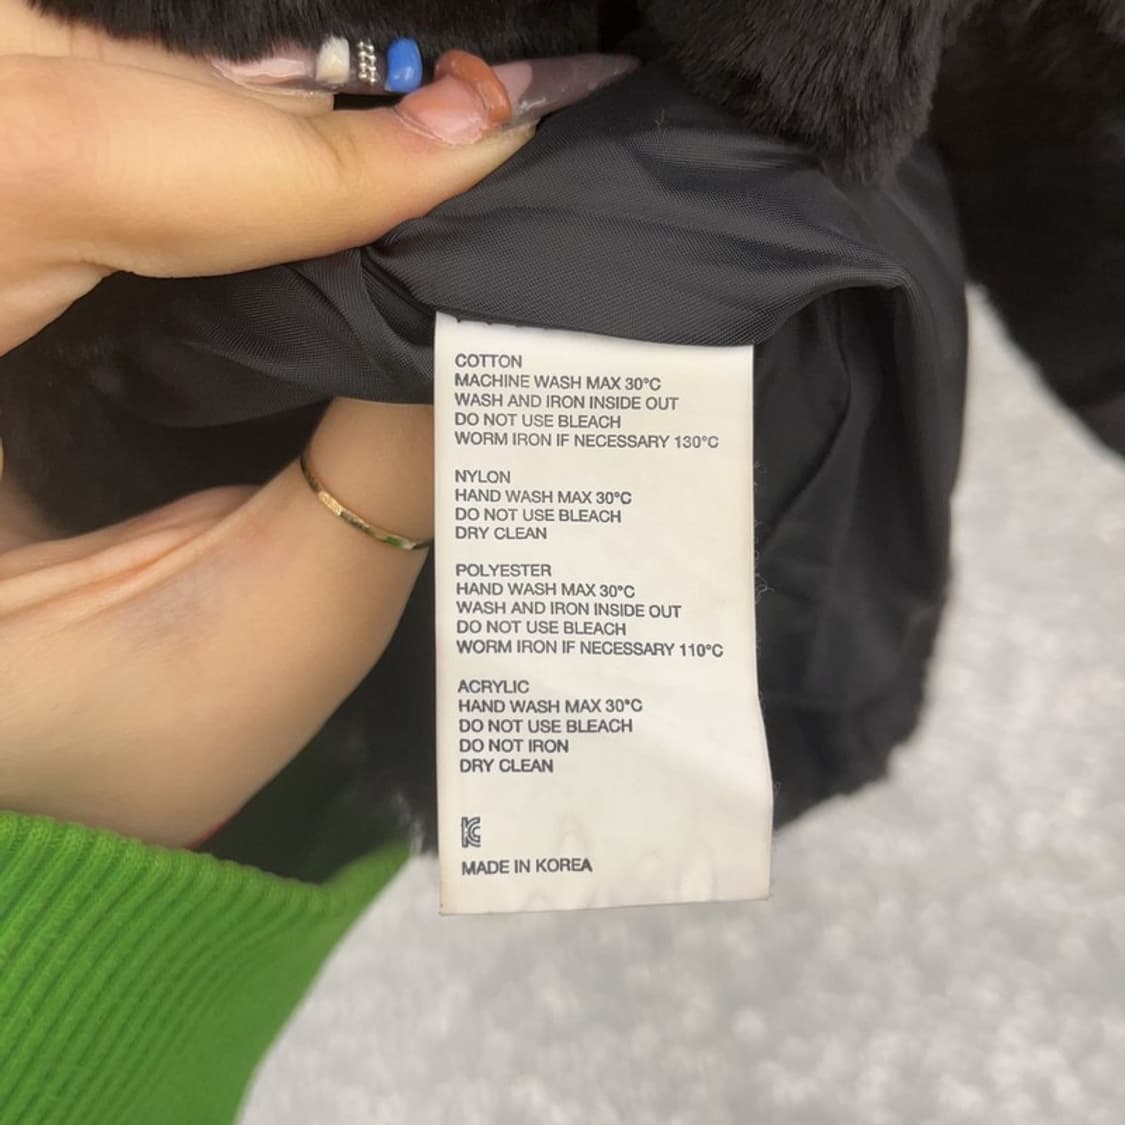 COTTON
MACHINE WASH MAX 30°C
WASH AND IRON INSIDE OUT
DO NOT USE BLEACH
WORM IRON IF NECESSARY 130°C
NYLON
HAND WASH MAX 30°C
DO NOT USE BLEACH
DRY CLEAN
POLYESTER
HAND WASH MAX 30°C
WASH AND IRON INSIDE OUT
DO NOT USE BLEACH
WORM IRON IF NECESSARY 110°C
ACRYLIC
HAND WASH MAX 30°C
DO NOT USE BLEACH
DO NOT IRON
DRY CLEAN
KC
MADE IN KOREA